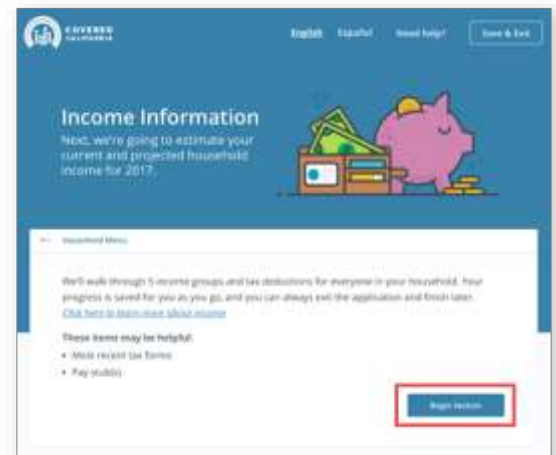 COVERED
CALIFORNIA
English Español Need help? Save & Exit
Income Information
Next, we're going to estimate your
current and projected household
income for 2017.
← Household Menu
We'll walk through 5 income groups and tax deductions for everyone in your household. Your
progress is saved for you as you go, and you can always exit the application and finish later.
Click here to learn more about income
These items may be helpful:
• Most recent tax forms
• Pay stub(s)
Begin Section